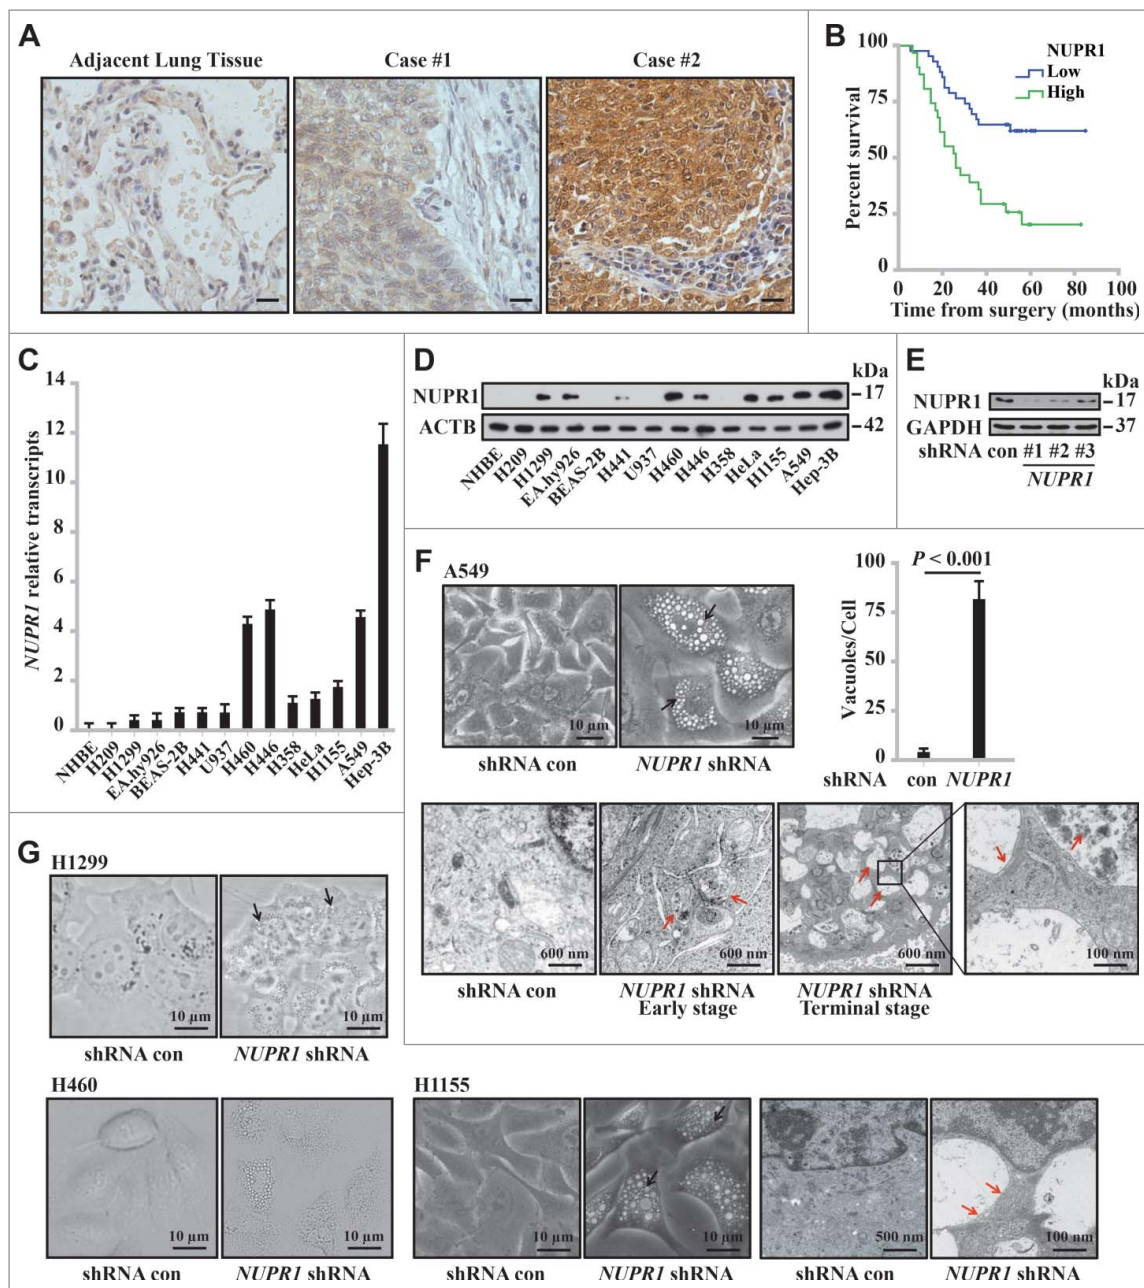 A
Adjacent Lung Tissue
Case #1
Case #2
B
100
75
50
25
0
Percent survival
NUPR1
Low
High
0
20
40
60
80
100
Time from surgery (months)
C
14
12
10
8
6
4
2
0
NUPR1 relative transcripts
NHBE
H209
H1299
EA.hy926
BEAS-2B
H441
U937
H460
H446
H358
HeLa
H1155
A549
Hep-3B
D
kDa
NUPR1
17
ACTB
42
NHBE
H209
H1299
EA.hy926
BEAS-2B
H441
U937
H460
H446
H358
HeLa
H1155
A549
Hep-3B
E
kDa
NUPR1
17
GAPDH
37
shRNA con #1 #2 #3
NUPR1
F
A549
10 µm
10 µm
shRNA con
NUPR1 shRNA
100
75
50
25
0
Vacuoles/Cell
P < 0.001
shRNA con NUPR1
600 nm
600 nm
600 nm
100 nm
shRNA con
NUPR1 shRNA
Early stage
NUPR1 shRNA
Terminal stage
G
H1299
10 µm
10 µm
shRNA con
NUPR1 shRNA
H460
10 µm
10 µm
shRNA con
NUPR1 shRNA
H1155
10 µm
10 µm
500 nm
100 nm
shRNA con
NUPR1 shRNA
shRNA con
NUPR1 shRNA